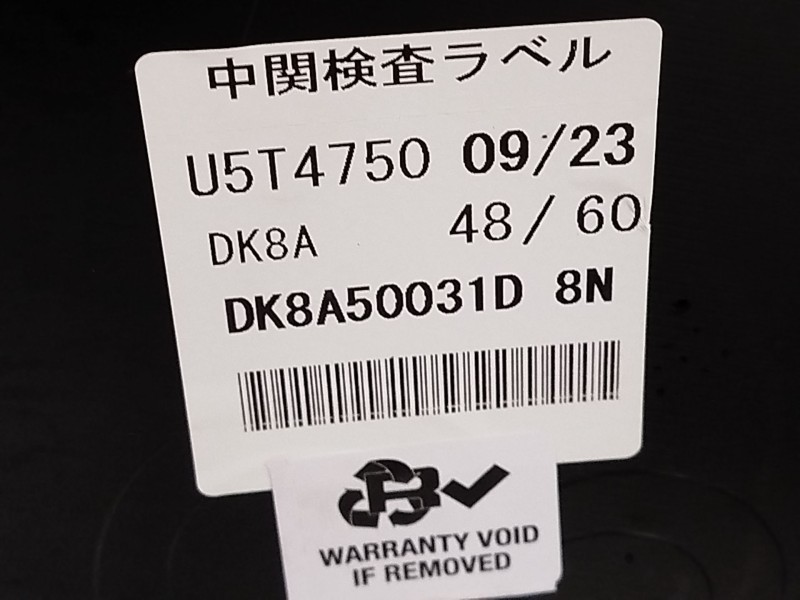 中関検査ラベル
U5T4750 09/23
DK8A 48/60
DK8A50031D 8N
R
WARRANTY VOID
IF REMOVED